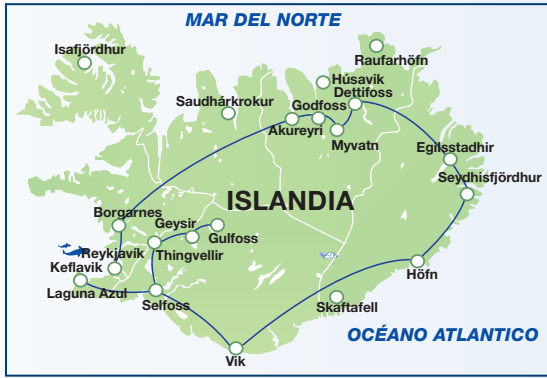 MAR DEL NORTE
Isafjördhur
Raufarhöfn
Húsavik
Dettifoss
Saudhárkrokur
Godfoss
Akureyri
Myvatn
Egilsstadhir
Seydhisfjördhur
ISLANDIA
Borgarnes
Geysir
Gulfoss
Reykjavík
Thingvellir
Keflavik
Laguna Azul
Selfoss
Höfn
Skaftafell
OCÉANO ATLANTICO
Vik